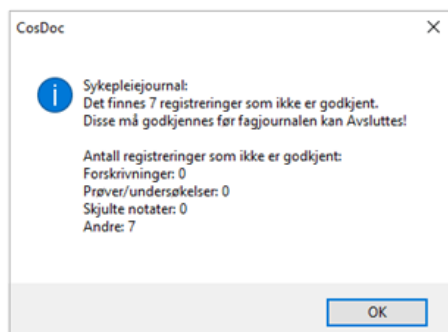 CosDoc
Sykepleiejournal:
Det finnes 7 registreringer som ikke er godkjent.
Disse må godkjennes før fagjournalen kan Avsluttes!
Antall registreringer som ikke er godkjent:
Forskrivninger: 0
Prøver/undersøkelser: 0
Skjulte notater: 0
Andre: 7
OK